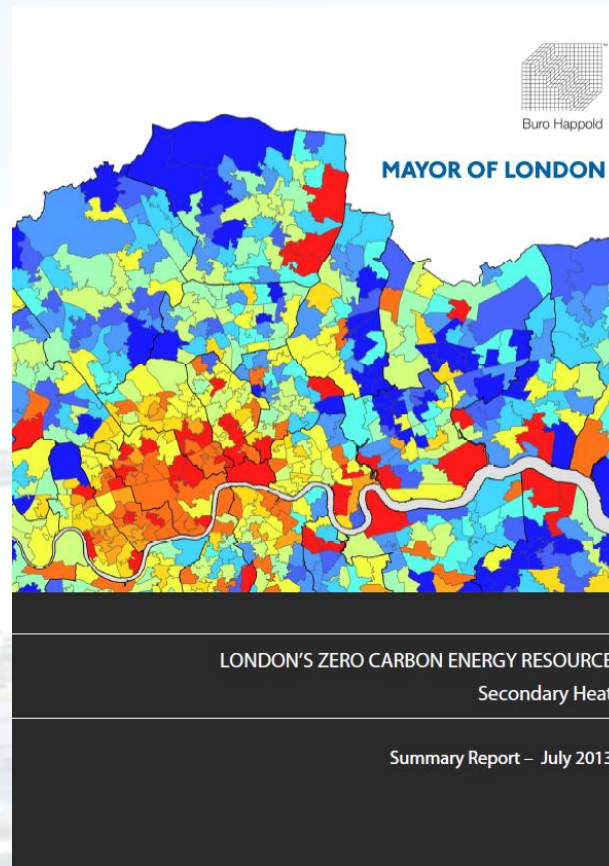 Buro Happold
MAYOR OF LONDON
LONDON'S ZERO CARBON ENERGY RESOURCE
Secondary Heat
Summary Report – July 2013